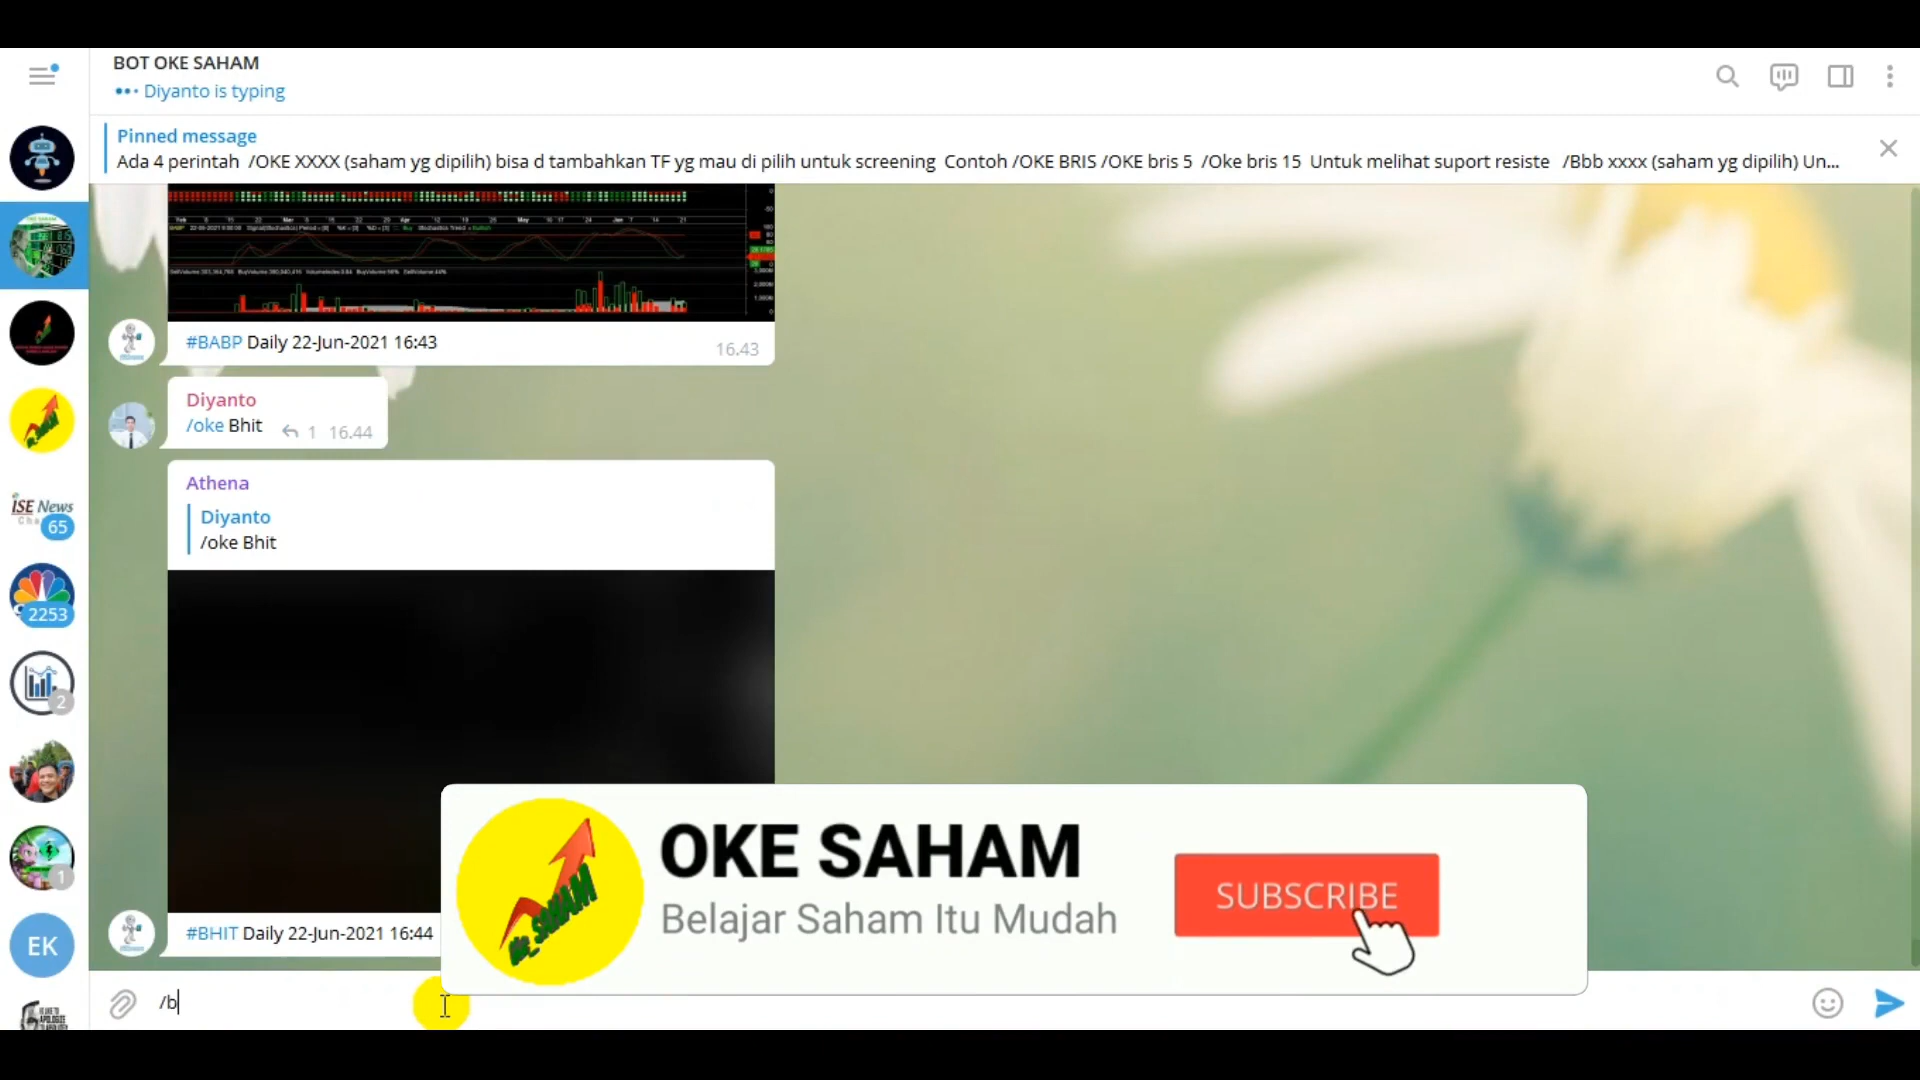 BOT OKE SAHAM
Diyanto is typing
Pinned message
Ada 4 perintah /OKE XXXX (saham yg dipilih) bisa d tambahkan TF yg mau di pilih untuk screening Contoh /OKE BRIS /OKE bris 5 /Oke bris 15 Untuk melihat suport resiste /Bbb xxxx (saham yg dipilih) Un...
#BABP Daily 22-Jun-2021 16:43
16.43
Diyanto
/oke Bhit
1 16.44
Athena
Diyanto
/oke Bhit
#BHIT Daily 22-Jun-2021 16:44
OKE SAHAM
Belajar Saham Itu Mudah
SUBSCRIBE
/b
ISE News
65
2253
2
1
EK